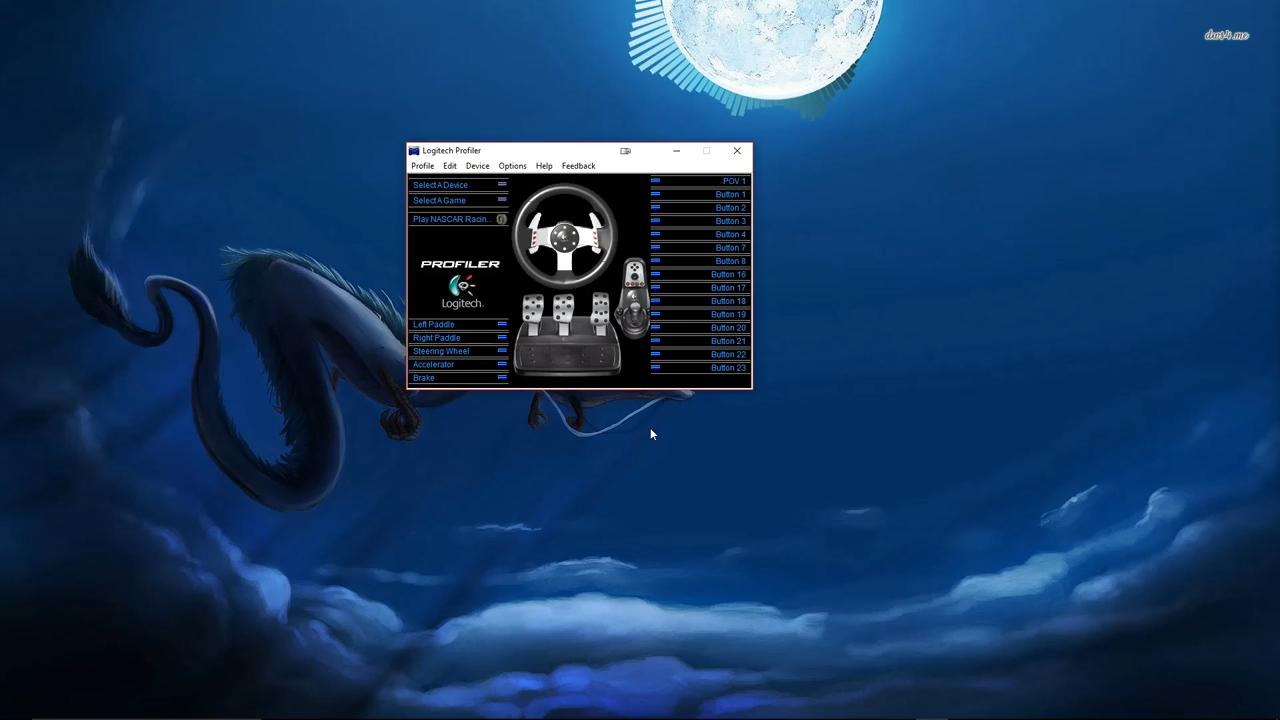 dwr4.me
Logitech Profiler
Profile Edit Device Options Help Feedback
Select A Device
Select A Game
Play NASCAR Racin...
PROFILER
Logitech
Left Paddle
Right Paddle
Steering Wheel
Accelerator
Brake
POV 1
Button 1
Button 2
Button 3
Button 4
Button 7
Button 8
Button 16
Button 17
Button 18
Button 19
Button 20
Button 21
Button 22
Button 23